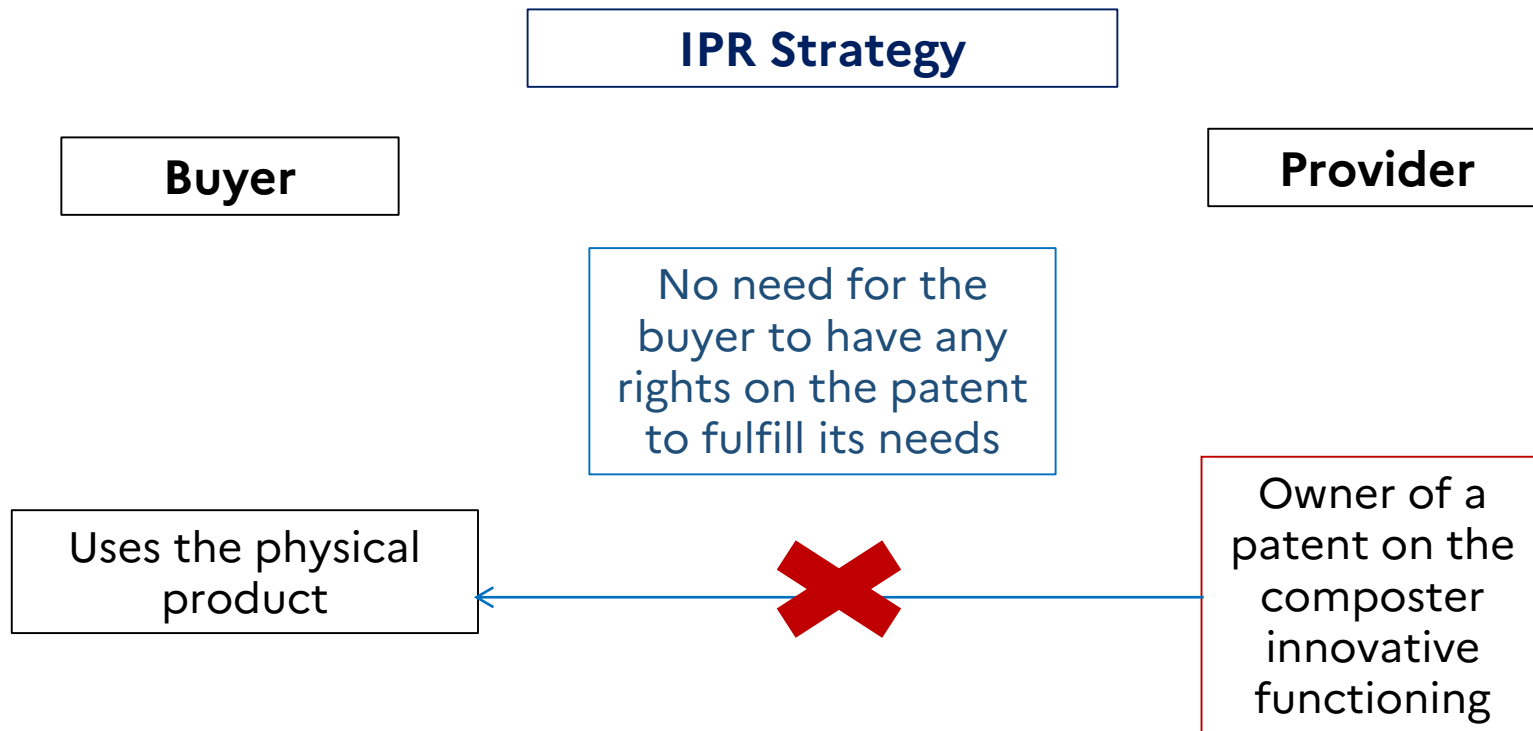 IPR Strategy
Buyer
Provider
No need for the
buyer to have any
rights on the patent
to fulfill its needs
Uses the physical
product
Owner of a
patent on the
composter
innovative
functioning